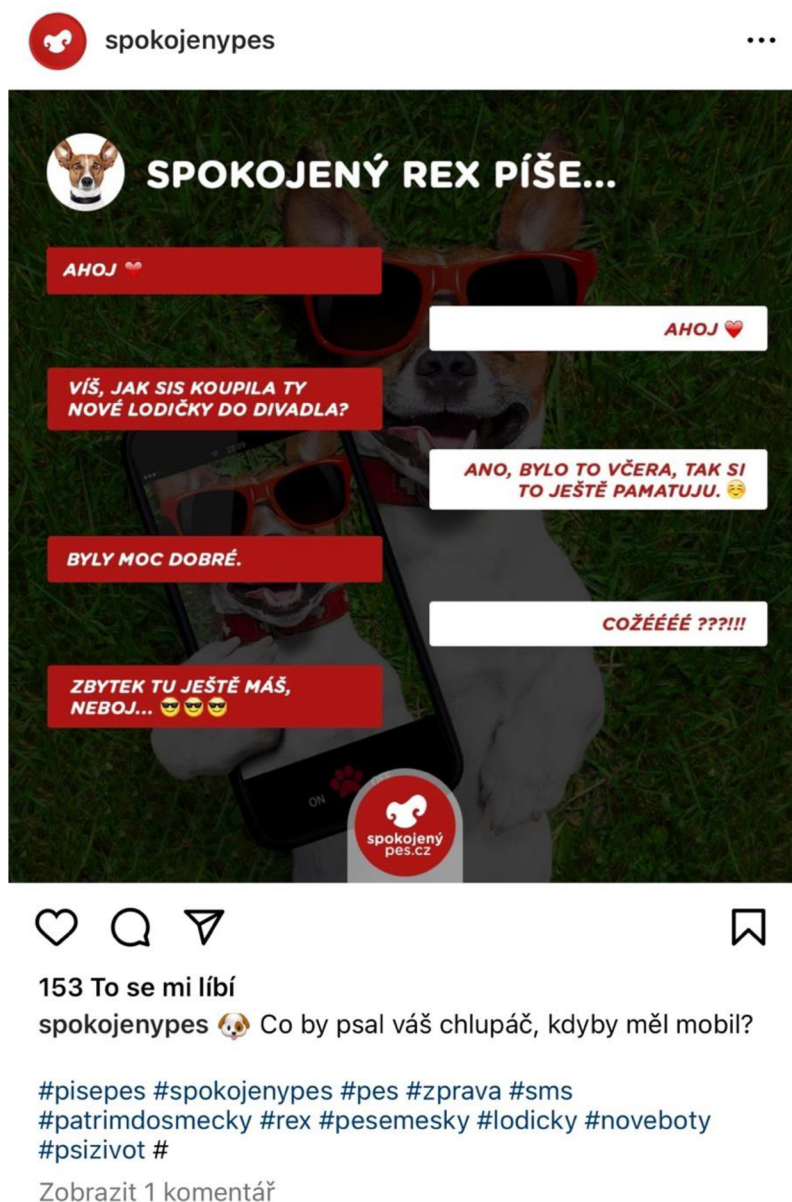 spokojenypes
SPOKOJENÝ REX PÍŠE...
AHOJ ❤️
AHOJ ❤️
VÍŠ, JAK SIS KOUPILA TY
NOVÉ LODIČKY DO DIVADLA?
ANO, BYLO TO VČERA, TAK SI
TO JEŠTĚ PAMATUJU. ☺️
BYLY MOC DOBRÉ.
COŽÉÉÉÉ ???!!!
ZBYTEK TU JEŠTĚ MÁŠ,
NEBOJ... 😎😎😎
ON
OFF
spokojený
pes.cz
153 To se mi líbí
spokojenypes 🐶 Co by psal váš chlupáč, kdyby měl mobil?
#pisepes #spokojenypes #pes #zprava #sms
#patrimdosmecky #rex #pesemesky #lodicky #noveboty
#psizivot #
Zobrazit 1 komentář